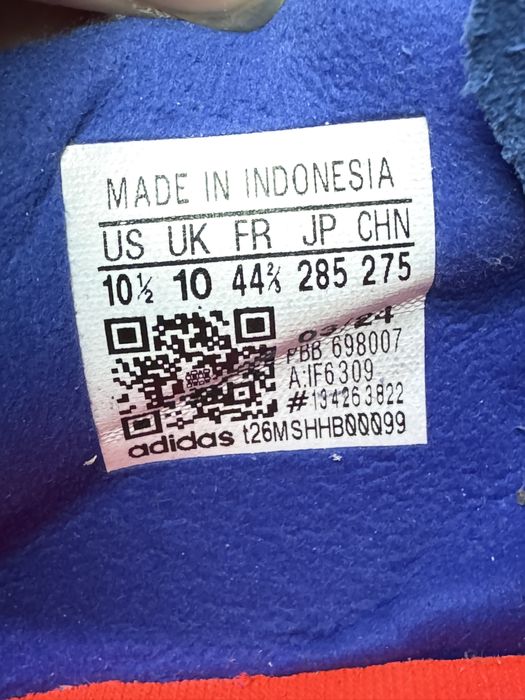 MADE IN INDONESIA
US UK FR JP CHN
10½ 10 44⅔ 285 275
03/24
PBB 698007
A:IF6309
#134263822
adidas t26MSHHB00099